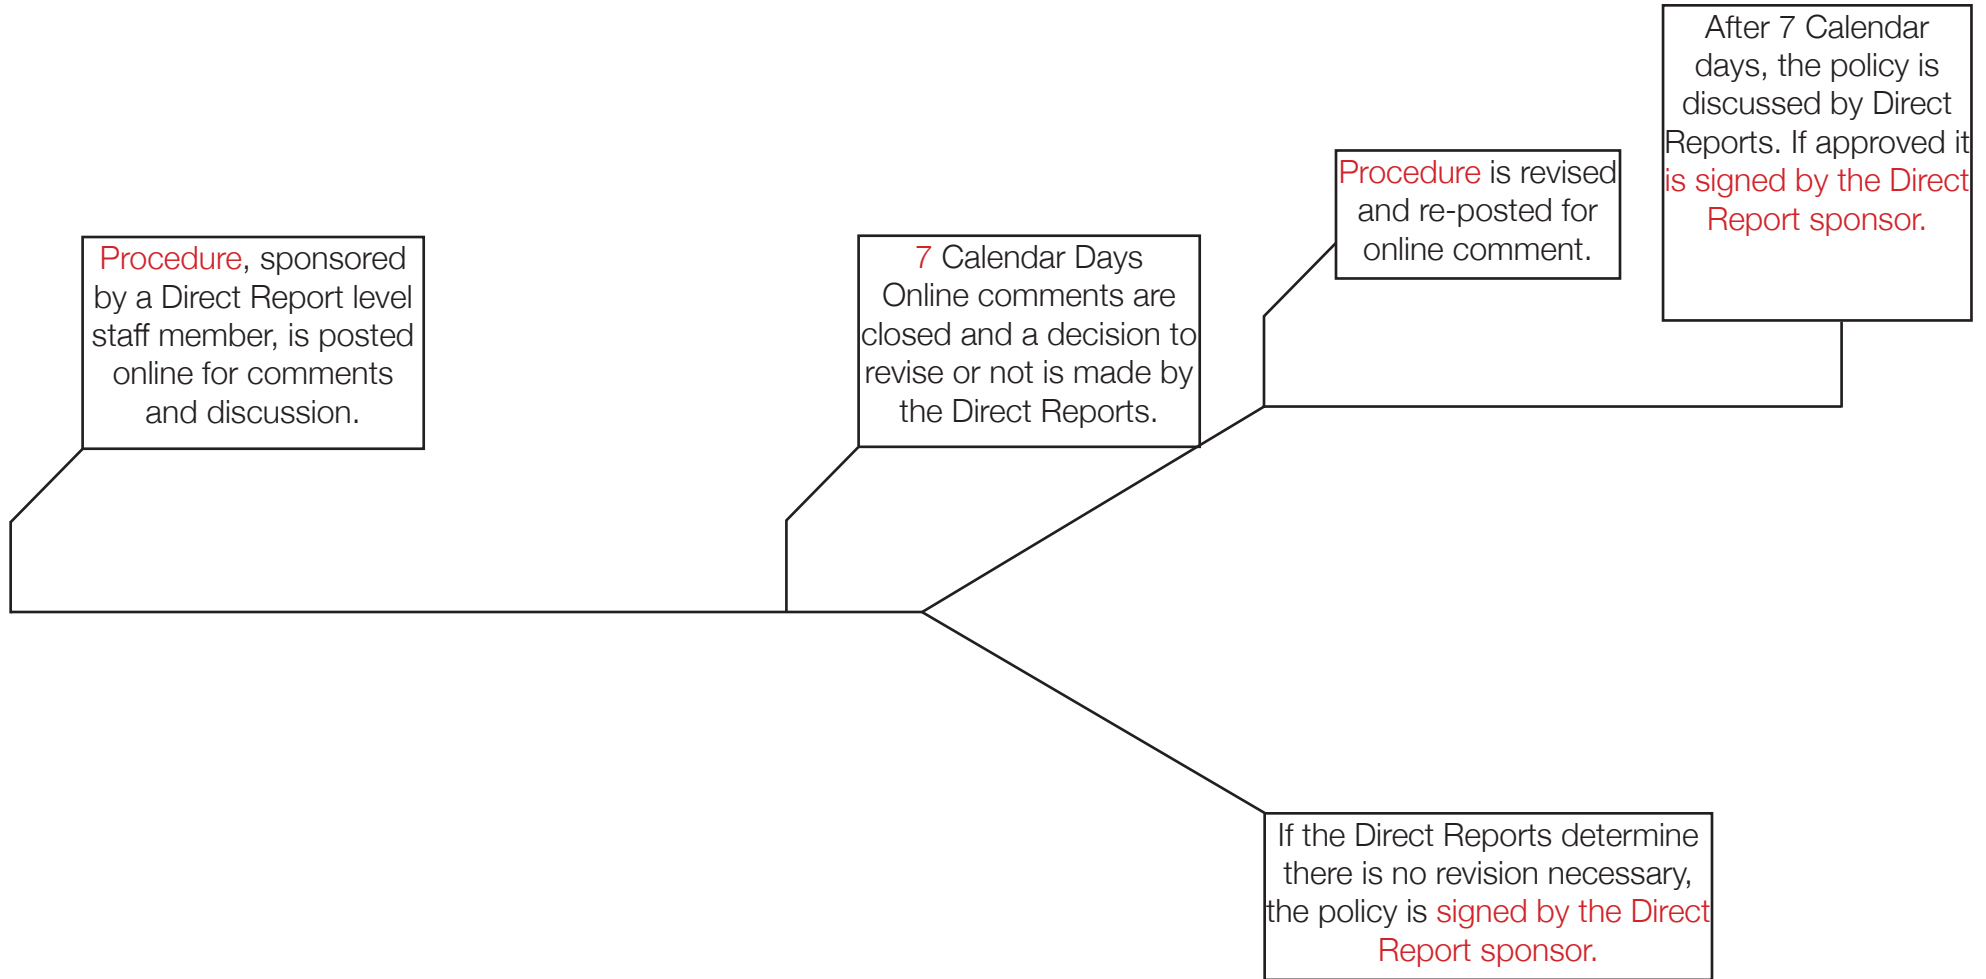 Procedure, sponsored
by a Direct Report level
staff member, is posted
online for comments
and discussion.
7 Calendar Days
Online comments are
closed and a decision to
revise or not is made by
the Direct Reports.
Procedure is revised
and re-posted for
online comment.
After 7 Calendar
days, the policy is
discussed by Direct
Reports. If approved it
is signed by the Direct
Report sponsor.
If the Direct Reports determine
there is no revision necessary,
the policy is signed by the Direct
Report sponsor.